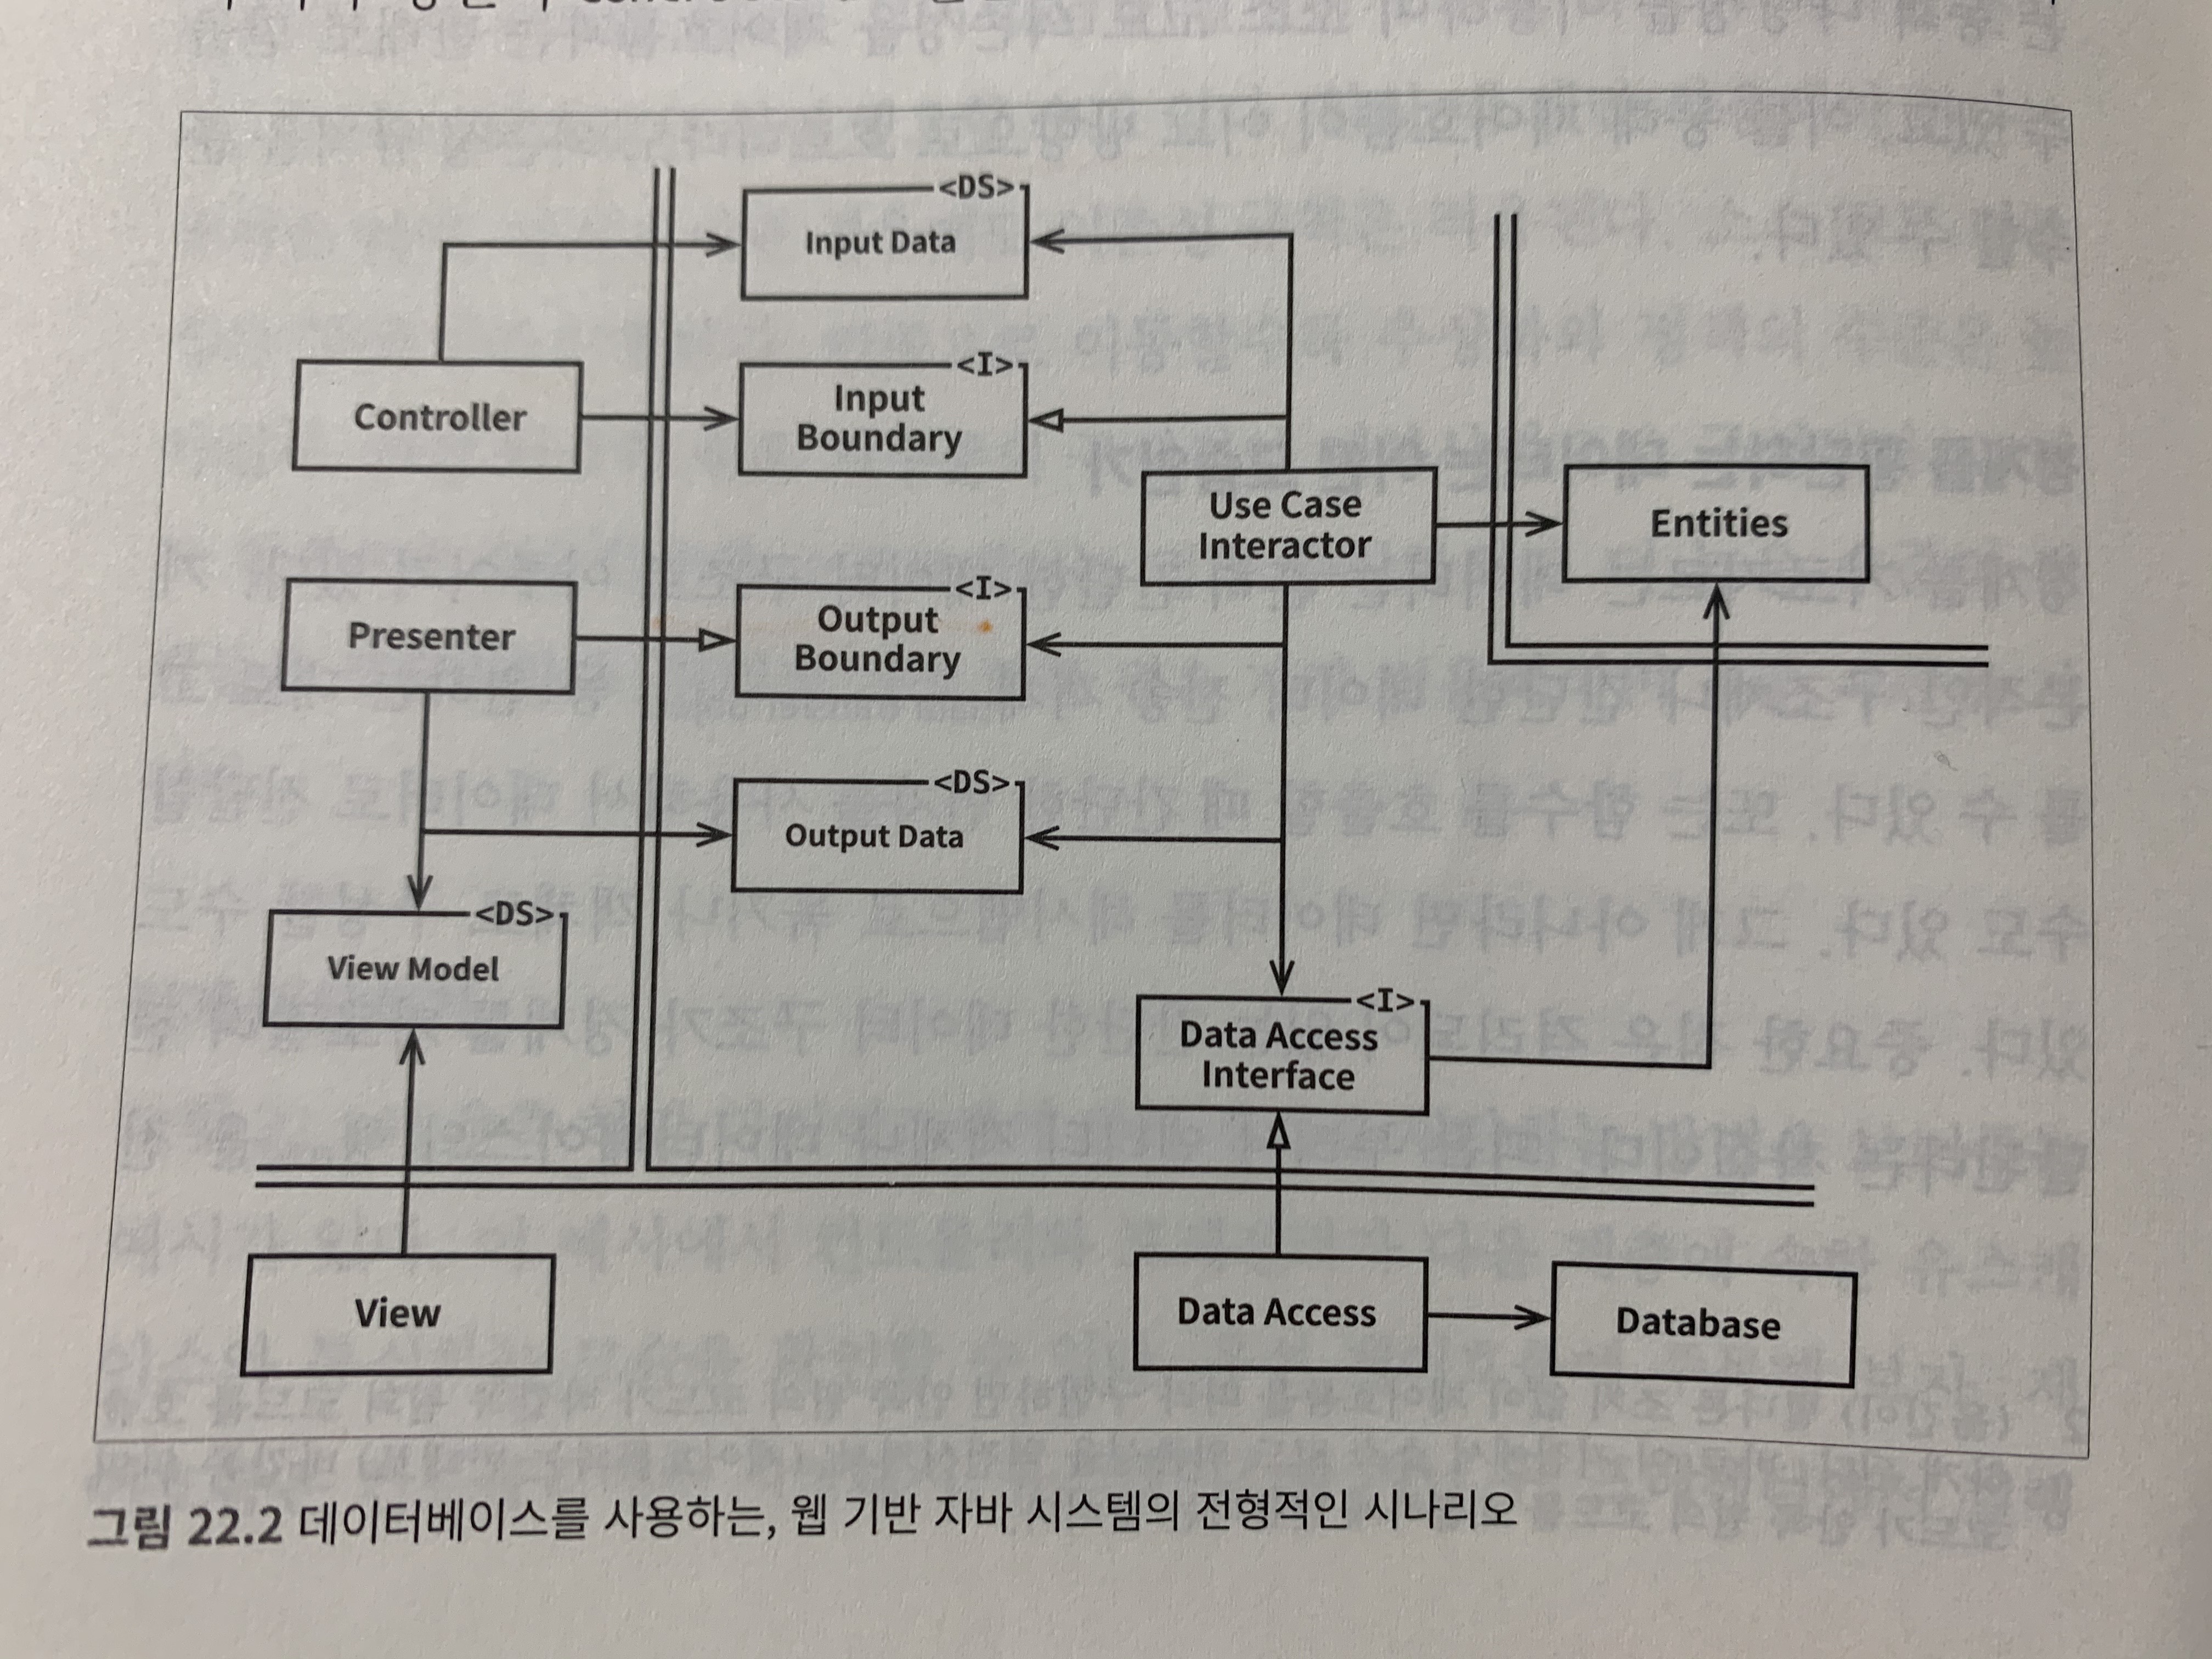 <DS>
Input Data
Controller
<I>
Input
Boundary
Use Case
Interactor
Entities
Presenter
<I>
Output
Boundary
<DS>
Output Data
<DS>
View Model
<I>
Data Access
Interface
View
Data Access
Database
그림 22.2 데이터베이스를 사용하는, 웹 기반 자바 시스템의 전형적인 시나리오